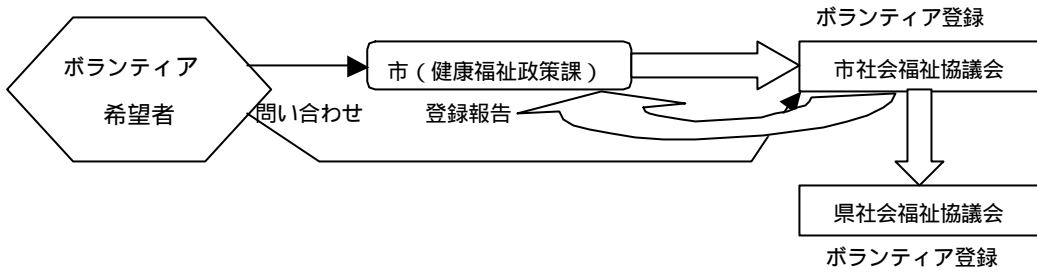 ボランティア登録
ボランティア
希望者
市（健康福祉政策課）
市社会福祉協議会
問い合わせ
登録報告
県社会福祉協議会
ボランティア登録